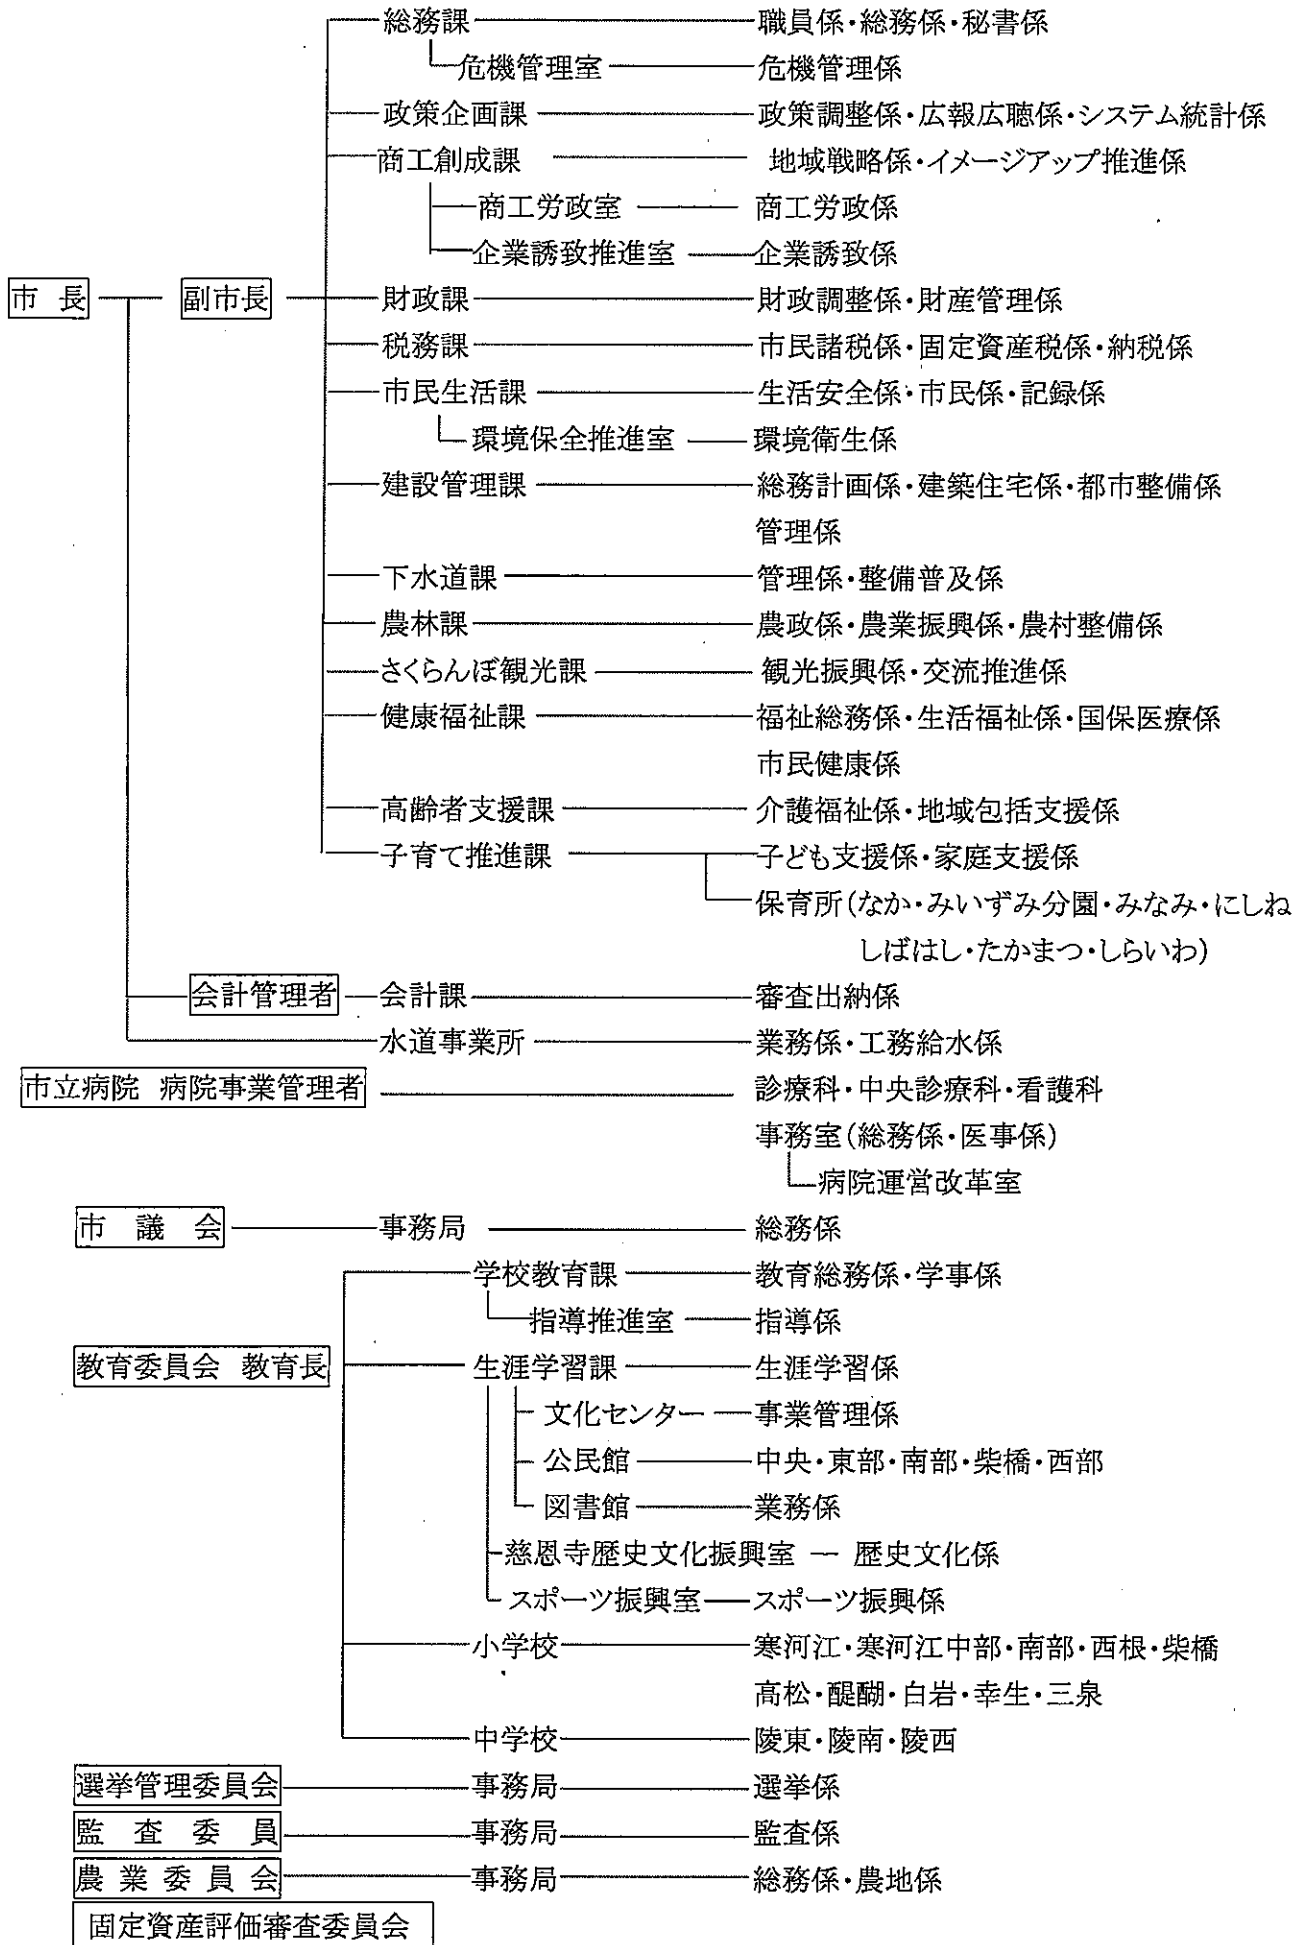 総務課 職員係・総務係・秘書係
危機管理室 危機管理係
政策企画課 政策調整係・広報広聴係・システム統計係
商工創成課 地域戦略係・イメージアップ推進係
商工労政室 商工労政係
企業誘致推進室 企業誘致係
市長 副市長 財政課 財政調整係・財産管理係
税務課 市民諸税係・固定資産税係・納税係
市民生活課 生活安全係・市民係・記録係
環境保全推進室 環境衛生係
建設管理課 総務計画係・建築住宅係・都市整備係
管理係
下水道課 管理係・整備普及係
農林課 農政係・農業振興係・農村整備係
さくらんぼ観光課 観光振興係・交流推進係
健康福祉課 福祉総務係・生活福祉係・国保医療係
市民健康係
高齢者支援課 介護福祉係・地域包括支援係
子育て推進課 子ども支援係・家庭支援係
保育所(なか・みいずみ分園・みなみ・にしね
しばはし・たかまつ・しらいわ)
会計管理者 会計課 審査出納係
水道事業所 業務係・工務給水係
市立病院 病院事業管理者 診療科・中央診療科・看護科
事務室(総務係・医事係)
病院運営改革室
市議会 事務局 総務係
学校教育課 教育総務係・学事係
指導推進室 指導係
教育委員会 教育長 生涯学習課 生涯学習係
文化センター 事業管理係
公民館 中央・東部・南部・柴橋・西部
図書館 業務係
慈恩寺歴史文化振興室 歴史文化係
スポーツ振興室 スポーツ振興係
小学校 寒河江・寒河江中部・南部・西根・柴橋
高松・醍醐・白岩・幸生・三泉
中学校 陵東・陵南・陵西
選挙管理委員会 事務局 選挙係
監査委員 事務局 監査係
農業委員会 事務局 総務係・農地係
固定資産評価審査委員会